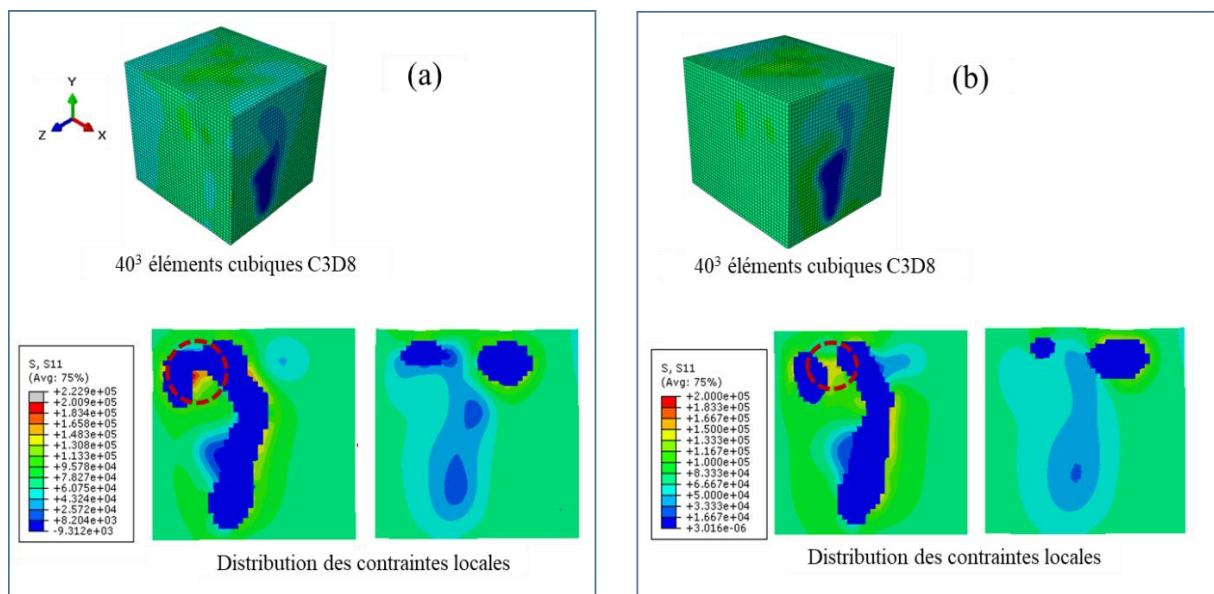 (a)
Y
Z
X
40³ éléments cubiques C3D8
S, S11
(Avg: 75%)
+2.229e+05
+2.009e+05
+1.834e+05
+1.658e+05
+1.483e+05
+1.308e+05
+1.133e+05
+9.578e+04
+7.827e+04
+6.075e+04
+4.324e+04
+2.572e+04
+8.204e+03
-9.312e+03
Distribution des contraintes locales
(b)
40³ éléments cubiques C3D8
S, S11
(Avg: 75%)
+2.000e+05
+1.833e+05
+1.667e+05
+1.500e+05
+1.333e+05
+1.167e+05
+1.000e+05
+8.333e+04
+6.667e+04
+5.000e+04
+3.333e+04
+1.667e+04
+3.016e-06
Distribution des contraintes locales